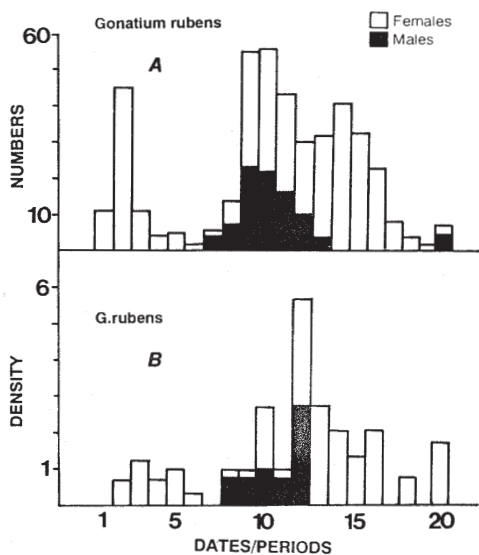 60
Gonatium rubens
Females
Males
A
NUMBERS
10
6
G.rubens
B
DENSITY
1
1 5 10 15 20
DATES/PERIODS